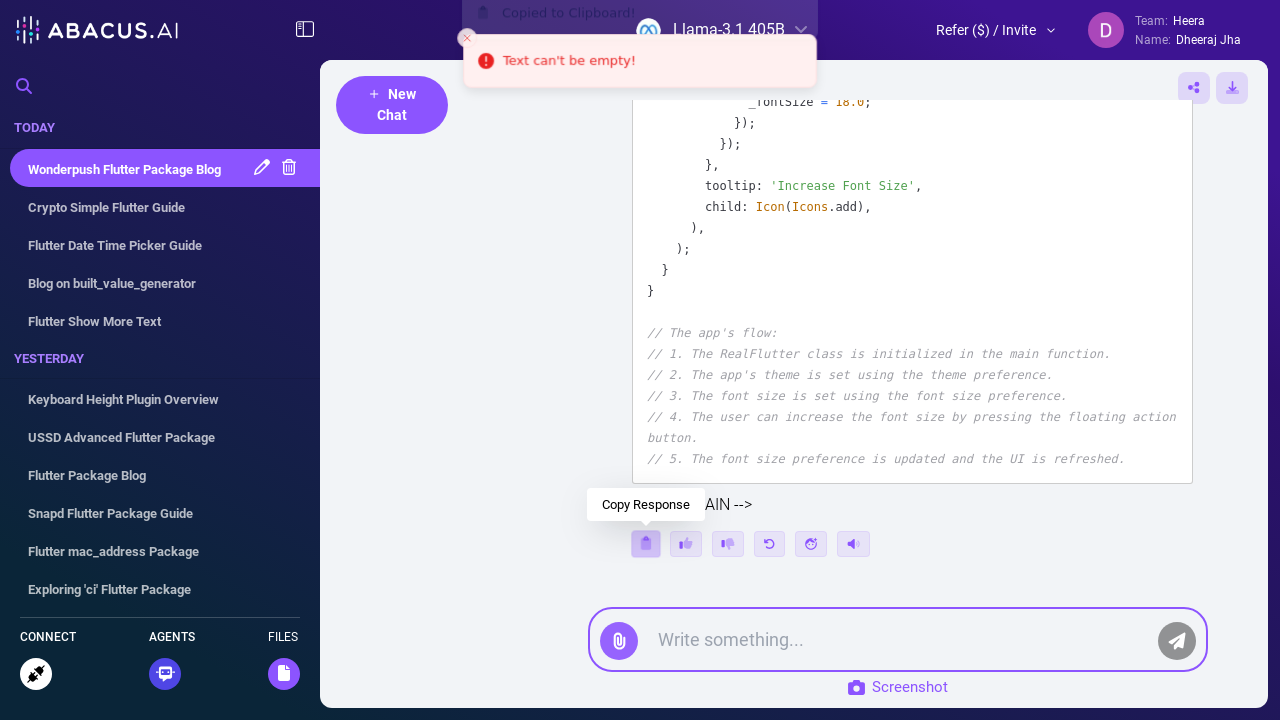 ABACUS.AI
Copied to Clipboard!
Llama-3.1 405B
Text can't be empty!
Refer ($) / Invite
D
Team: Heera
Name: Dheeraj Jha
TODAY
Wonderpush Flutter Package Blog
Crypto Simple Flutter Guide
Flutter Date Time Picker Guide
Blog on built_value_generator
Flutter Show More Text
YESTERDAY
Keyboard Height Plugin Overview
USSD Advanced Flutter Package
Flutter Package Blog
Snapd Flutter Package Guide
Flutter mac_address Package
Exploring 'ci' Flutter Package
CONNECT
AGENTS
FILES
+ New
Chat
_fontSize = 18.0;
});
});
},
tooltip: 'Increase Font Size',
child: Icon(Icons.add),
),
);
}
}
// The app's flow:
// 1. The RealFlutter class is initialized in the main function.
// 2. The app's theme is set using the theme preference.
// 3. The font size is set using the font size preference.
// 4. The user can increase the font size by pressing the floating action
button.
// 5. The font size preference is updated and the UI is refreshed.
AIN -->
Copy Response
Write something...
Screenshot